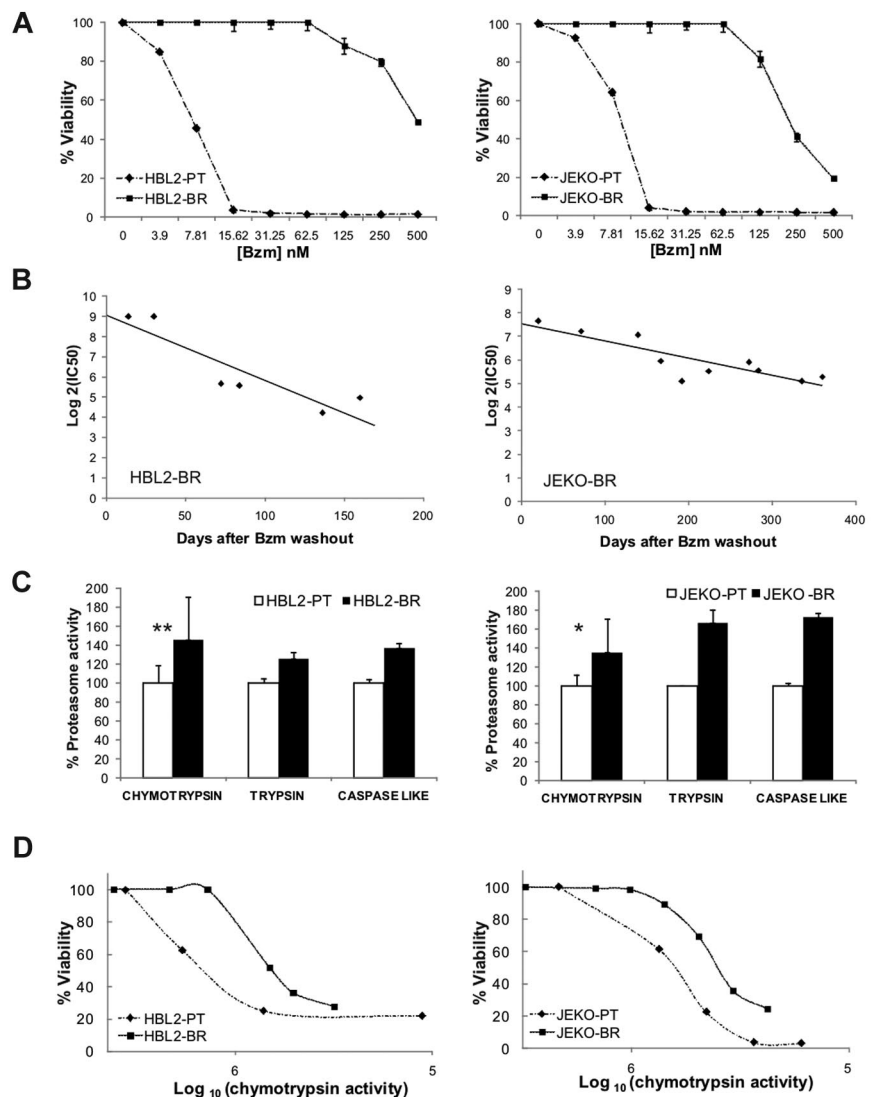 A
% Viability
100
80
60
40
20
0
HBL2-PT
HBL2-BR
0 3.9 7.81 15.62 31.25 62.5 125 250 500
[Bzm] nM
% Viability
100
80
60
40
20
0
JEKO-PT
JEKO-BR
0 3.9 7.81 15.62 31.25 62.5 125 250 500
[Bzm] nM
B
Log 2(IC50)
10
9
8
7
6
5
4
3
2
1
0
HBL2-BR
0 50 100 150 200
Days after Bzm washout
Log 2(IC50)
9
8
7
6
5
4
3
2
1
0
JEKO-BR
0 100 200 300 400
Days after Bzm washout
C
% Proteasome activity
200
180
160
140
120
100
80
60
40
20
0
HBL2-PT HBL2-BR
**
CHYMOTRYPSIN TRYPSIN CASPASE LIKE
% Proteasome activity
200
180
160
140
120
100
80
60
40
20
0
JEKO-PT JEKO -BR
*
CHYMOTRYPSIN TRYPSIN CASPASE LIKE
D
% Viability
100
80
60
40
20
0
HBL2-PT
HBL2-BR
6 5
Log 10 (chymotrypsin activity)
% Viability
100
80
60
40
20
0
JEKO-PT
JEKO-BR
6 5
Log 10 (chymotrypsin activity)